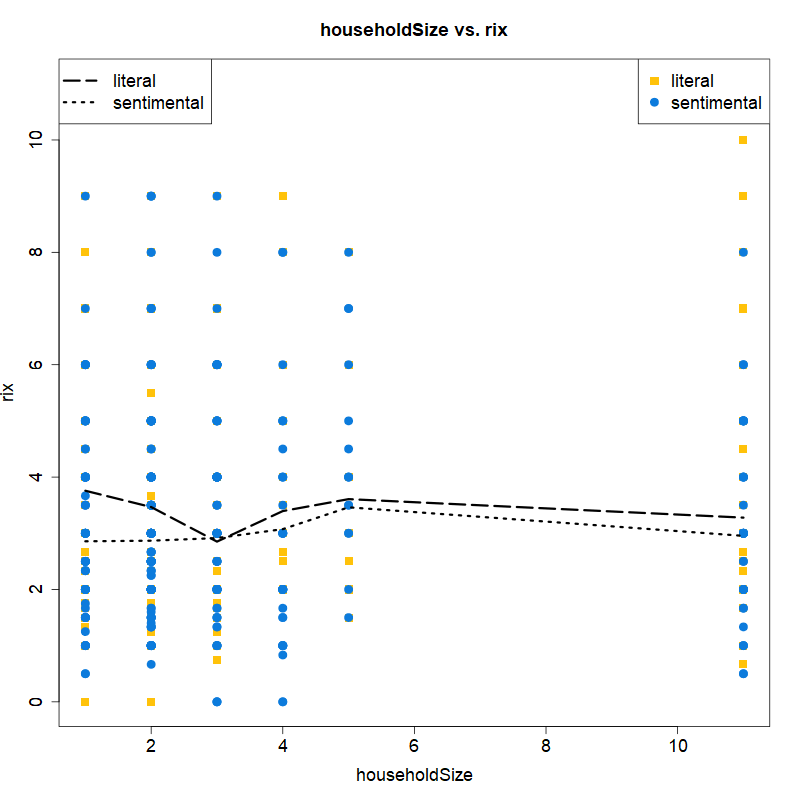 householdSize vs. rix
literal
sentimental
literal
sentimental
rix
10
8
6
4
2
0
2
4
6
8
10
householdSize